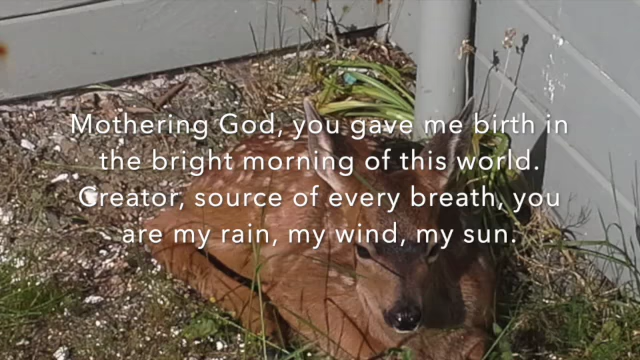 Mothering God, you gave me birth in
the bright morning of this world.
Creator, source of every breath, you
are my rain, my wind, my sun.